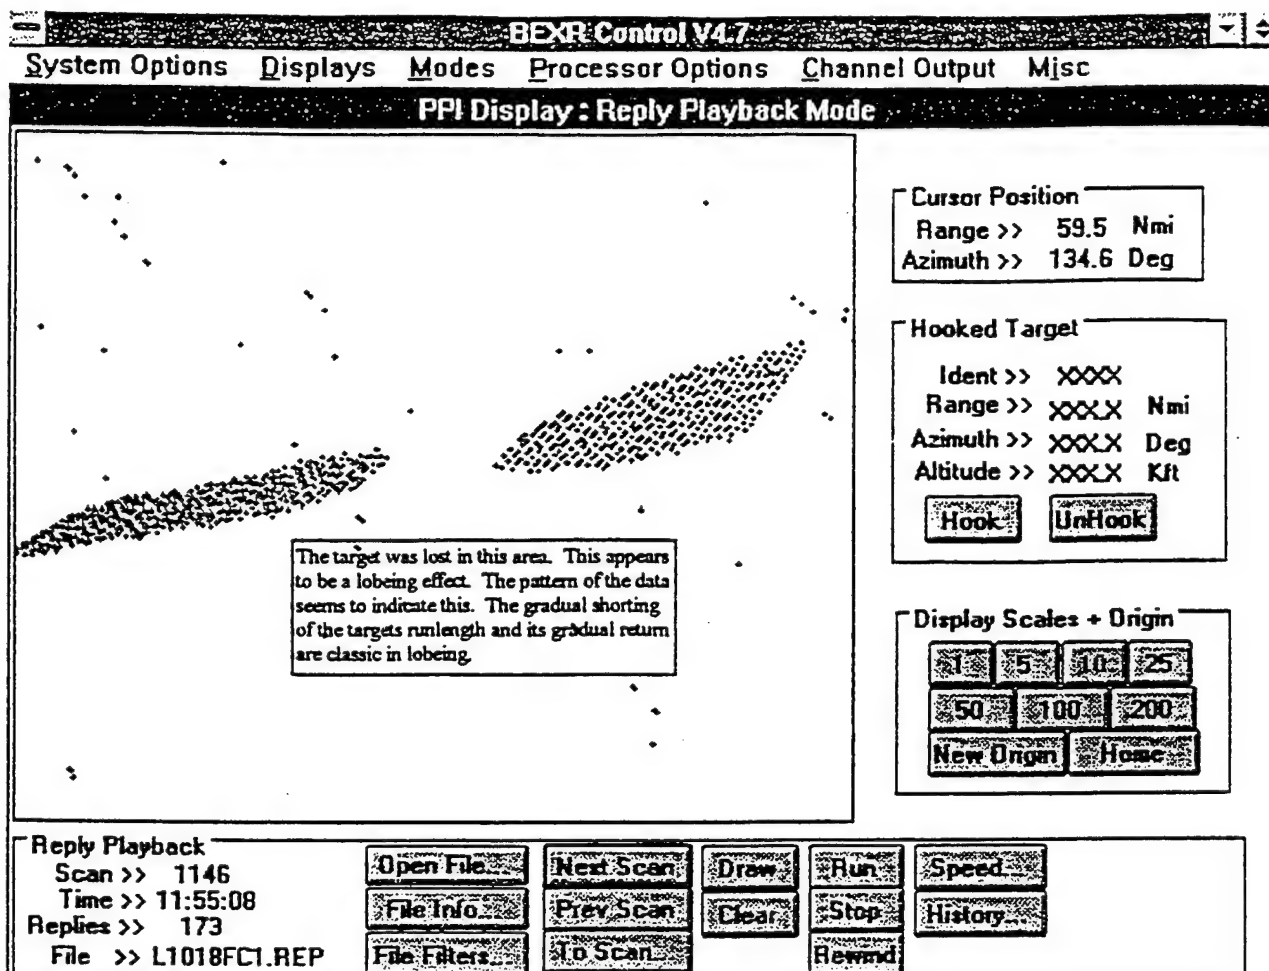 BEXR Control V4.7
System Options Displays Modes Processor Options Channel Output Misc
PPI Display : Reply Playback Mode
Cursor Position
Range >> 59.5 Nmi
Azimuth >> 134.6 Deg
Hooked Target
Ident >> XXXX
Range >> XXX.X Nmi
Azimuth >> XXX.X Deg
Altitude >> XXX.X Kft
Hook UnHook
The target was lost in this area. This appears
to be a lobeing effect. The pattern of the data
seems to indicate this. The gradual shorting
of the targets runlength and its gradual return
are classic in lobeing.
Display Scales + Origin
1 5 10 25
50 100 200
New Origin Home
Reply Playback
Scan >> 1146
Time >> 11:55:08
Replies >> 173
File >> L1018FC1.REP
Open File... Next Scan Draw Run Speed...
File Info... Prev Scan Clear Stop History...
File Filters... To Scan... Rewind